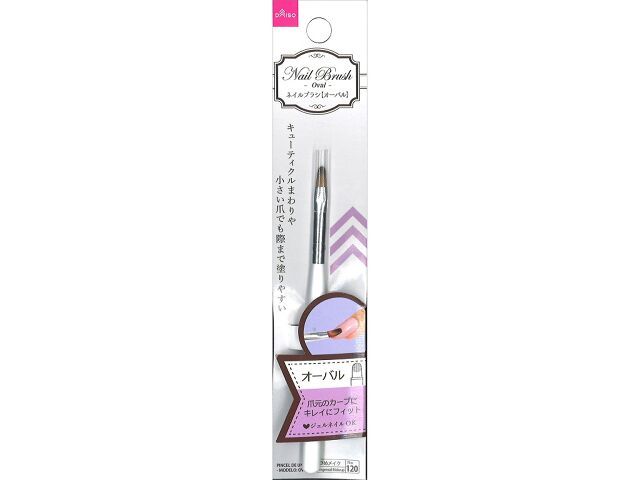 DAISO
Nail Brush
- Oval -
ネイルブラシ【オーバル】
キューティクルまわりや
小さい爪でも際まで塗りやすい
オーバル
爪元のカーブに
キレイにフィット
♥ジェルネイルOK
PINCEL DE U
- MODELO: OV
メイク
No.
120